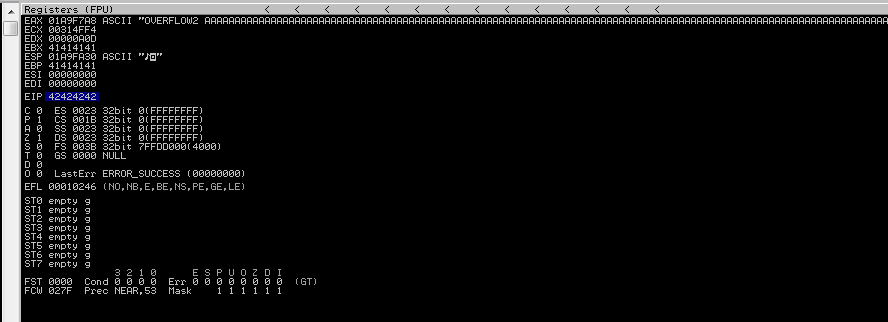 Registers (FPU) < < < < < < < < < < < < <
EAX 01A9F7A8 ASCII "OVERFLOW2 AAAAAAAAAAAAAAAAAAAAAAAAAAAAAAAAAAAAAAAAAAAAAAAAAAAAAAAAAAAAAAAAAAAAAAAAAAAAAAAAAAAAAAAAAAAAAAAAAAAAAAAAA
ECX 00314FF4
EDX 00000A0D
EBX 41414141
ESP 01A9FA30 ASCII "♪◙"
EBP 41414141
ESI 00000000
EDI 00000000
EIP 42424242
C 0 ES 0023 32bit 0(FFFFFFFF)
P 1 CS 001B 32bit 0(FFFFFFFF)
A 0 SS 0023 32bit 0(FFFFFFFF)
Z 1 DS 0023 32bit 0(FFFFFFFF)
S 0 FS 003B 32bit 7FFDD000(4000)
T 0 GS 0000 NULL
D 0
O 0 LastErr ERROR_SUCCESS (00000000)
EFL 00010246 (NO,NB,E,BE,NS,PE,GE,LE)
ST0 empty g
ST1 empty g
ST2 empty g
ST3 empty g
ST4 empty g
ST5 empty g
ST6 empty g
ST7 empty g
3 2 1 0 E S P U O Z D I
FST 0000 Cond 0 0 0 0 Err 0 0 0 0 0 0 0 0 (GT)
FCW 027F Prec NEAR,53 Mask 1 1 1 1 1 1